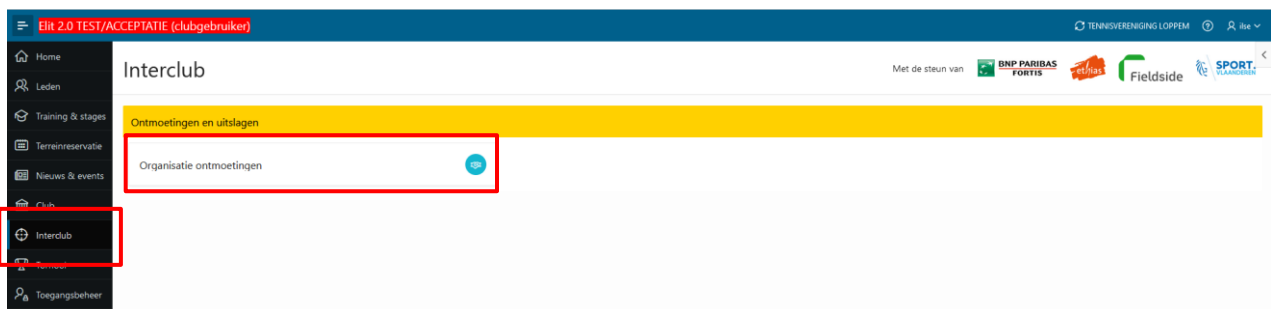 Elit 2.0 TEST/ACCEPTATIE (clubgebruiker)
TENNISVERENIGING LOPPEM
ilse
Home
Leden
Training & stages
Terreinreservatie
Nieuws & events
Club
Interclub
Toegangsbeheer
Interclub
Met de steun van
BNP PARIBAS
FORTIS
ethias
Fieldside
SPORT.
VLAANDEREN
Ontmoetingen en uitslagen
Organisatie ontmoetingen